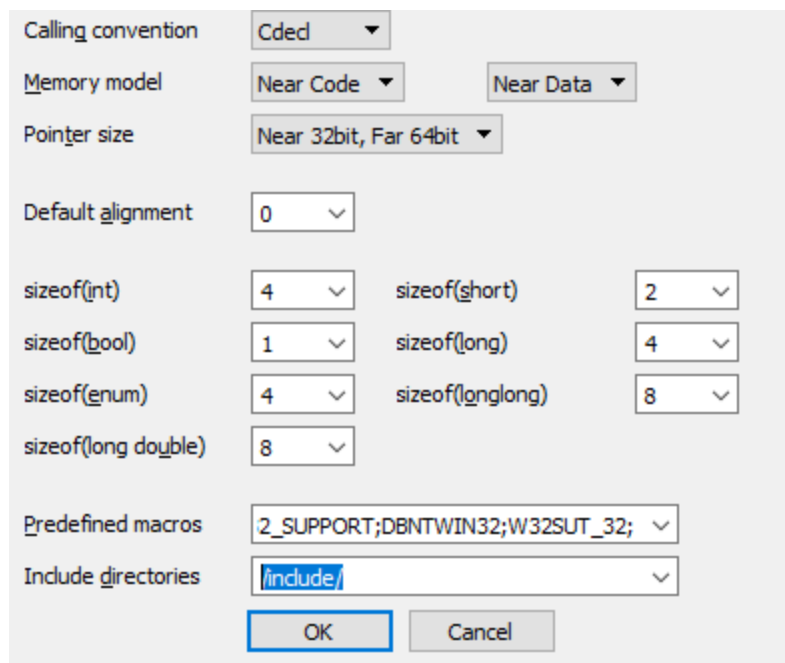 Calling convention Cdecl
Memory model Near Code Near Data
Pointer size Near 32bit, Far 64bit
Default alignment 0
sizeof(int) 4 sizeof(short) 2
sizeof(bool) 1 sizeof(long) 4
sizeof(enum) 4 sizeof(longlong) 8
sizeof(long double) 8
Predefined macros 2_SUPPORT;DBNTWIN32;W32SUT_32;
Include directories /include/
OK Cancel